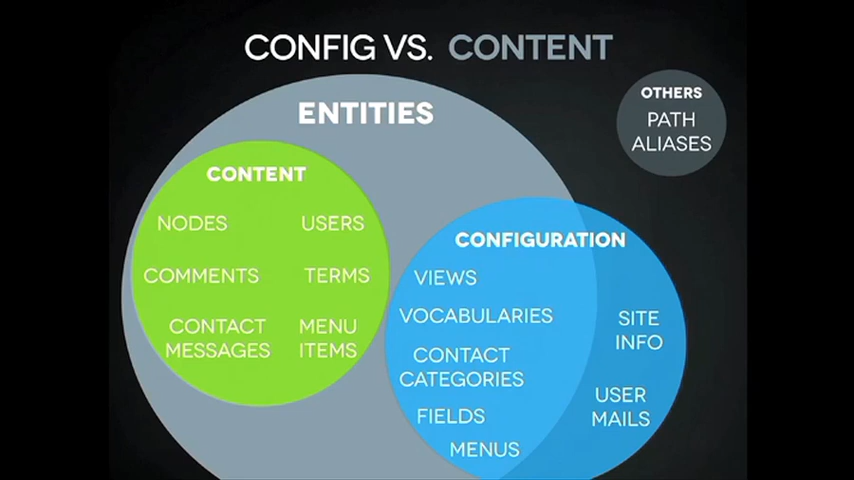 CONFIG VS. CONTENT
OTHERS
PATH
ALIASES
ENTITIES
CONTENT
NODES
USERS
COMMENTS
TERMS
CONTACT
MESSAGES
MENU
ITEMS
CONFIGURATION
VIEWS
VOCABULARIES
CONTACT
CATEGORIES
FIELDS
MENUS
SITE
INFO
USER
MAILS